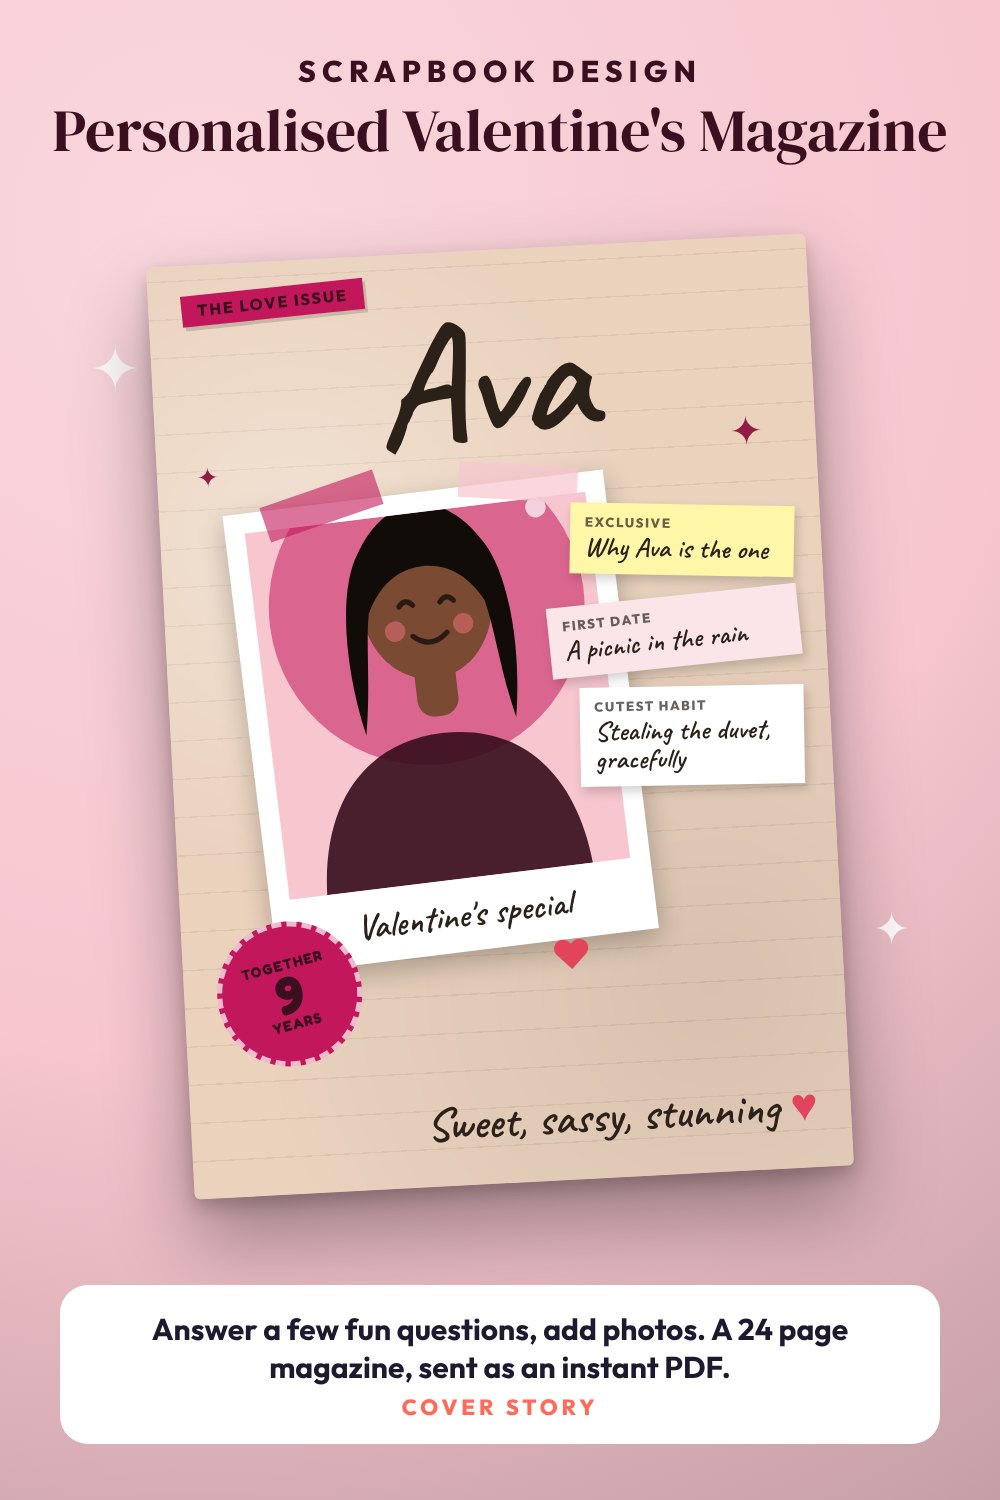 SCRAPBOOK DESIGN
Personalised Valentine's Magazine
THE LOVE ISSUE
Ava
EXCLUSIVE
Why Ava is the one
FIRST DATE
A picnic in the rain
CUTEST HABIT
Stealing the duvet,
gracefully
Valentine's special
TOGETHER
9
YEARS
Sweet, sassy, stunning
Answer a few fun questions, add photos. A 24 page
magazine, sent as an instant PDF.
COVER STORY